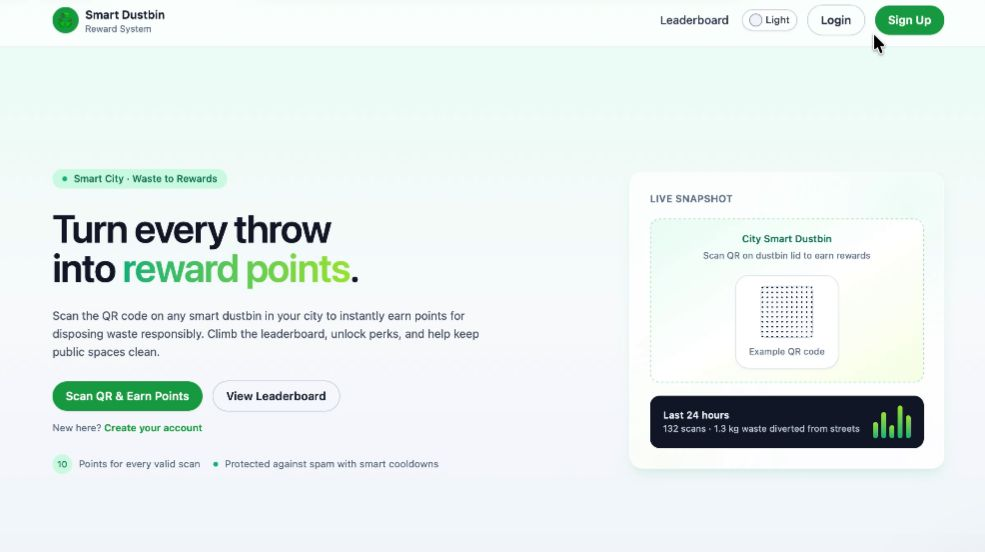 Smart Dustbin
Reward System
Leaderboard
Light
Login
Sign Up
Smart City · Waste to Rewards
Turn every throw
into reward points.
Scan the QR code on any smart dustbin in your city to instantly earn points for
disposing waste responsibly. Climb the leaderboard, unlock perks, and help keep
public spaces clean.
Scan QR & Earn Points
View Leaderboard
New here? Create your account
10 Points for every valid scan
Protected against spam with smart cooldowns
LIVE SNAPSHOT
City Smart Dustbin
Scan QR on dustbin lid to earn rewards
Example QR code
Last 24 hours
132 scans · 1.3 kg waste diverted from streets